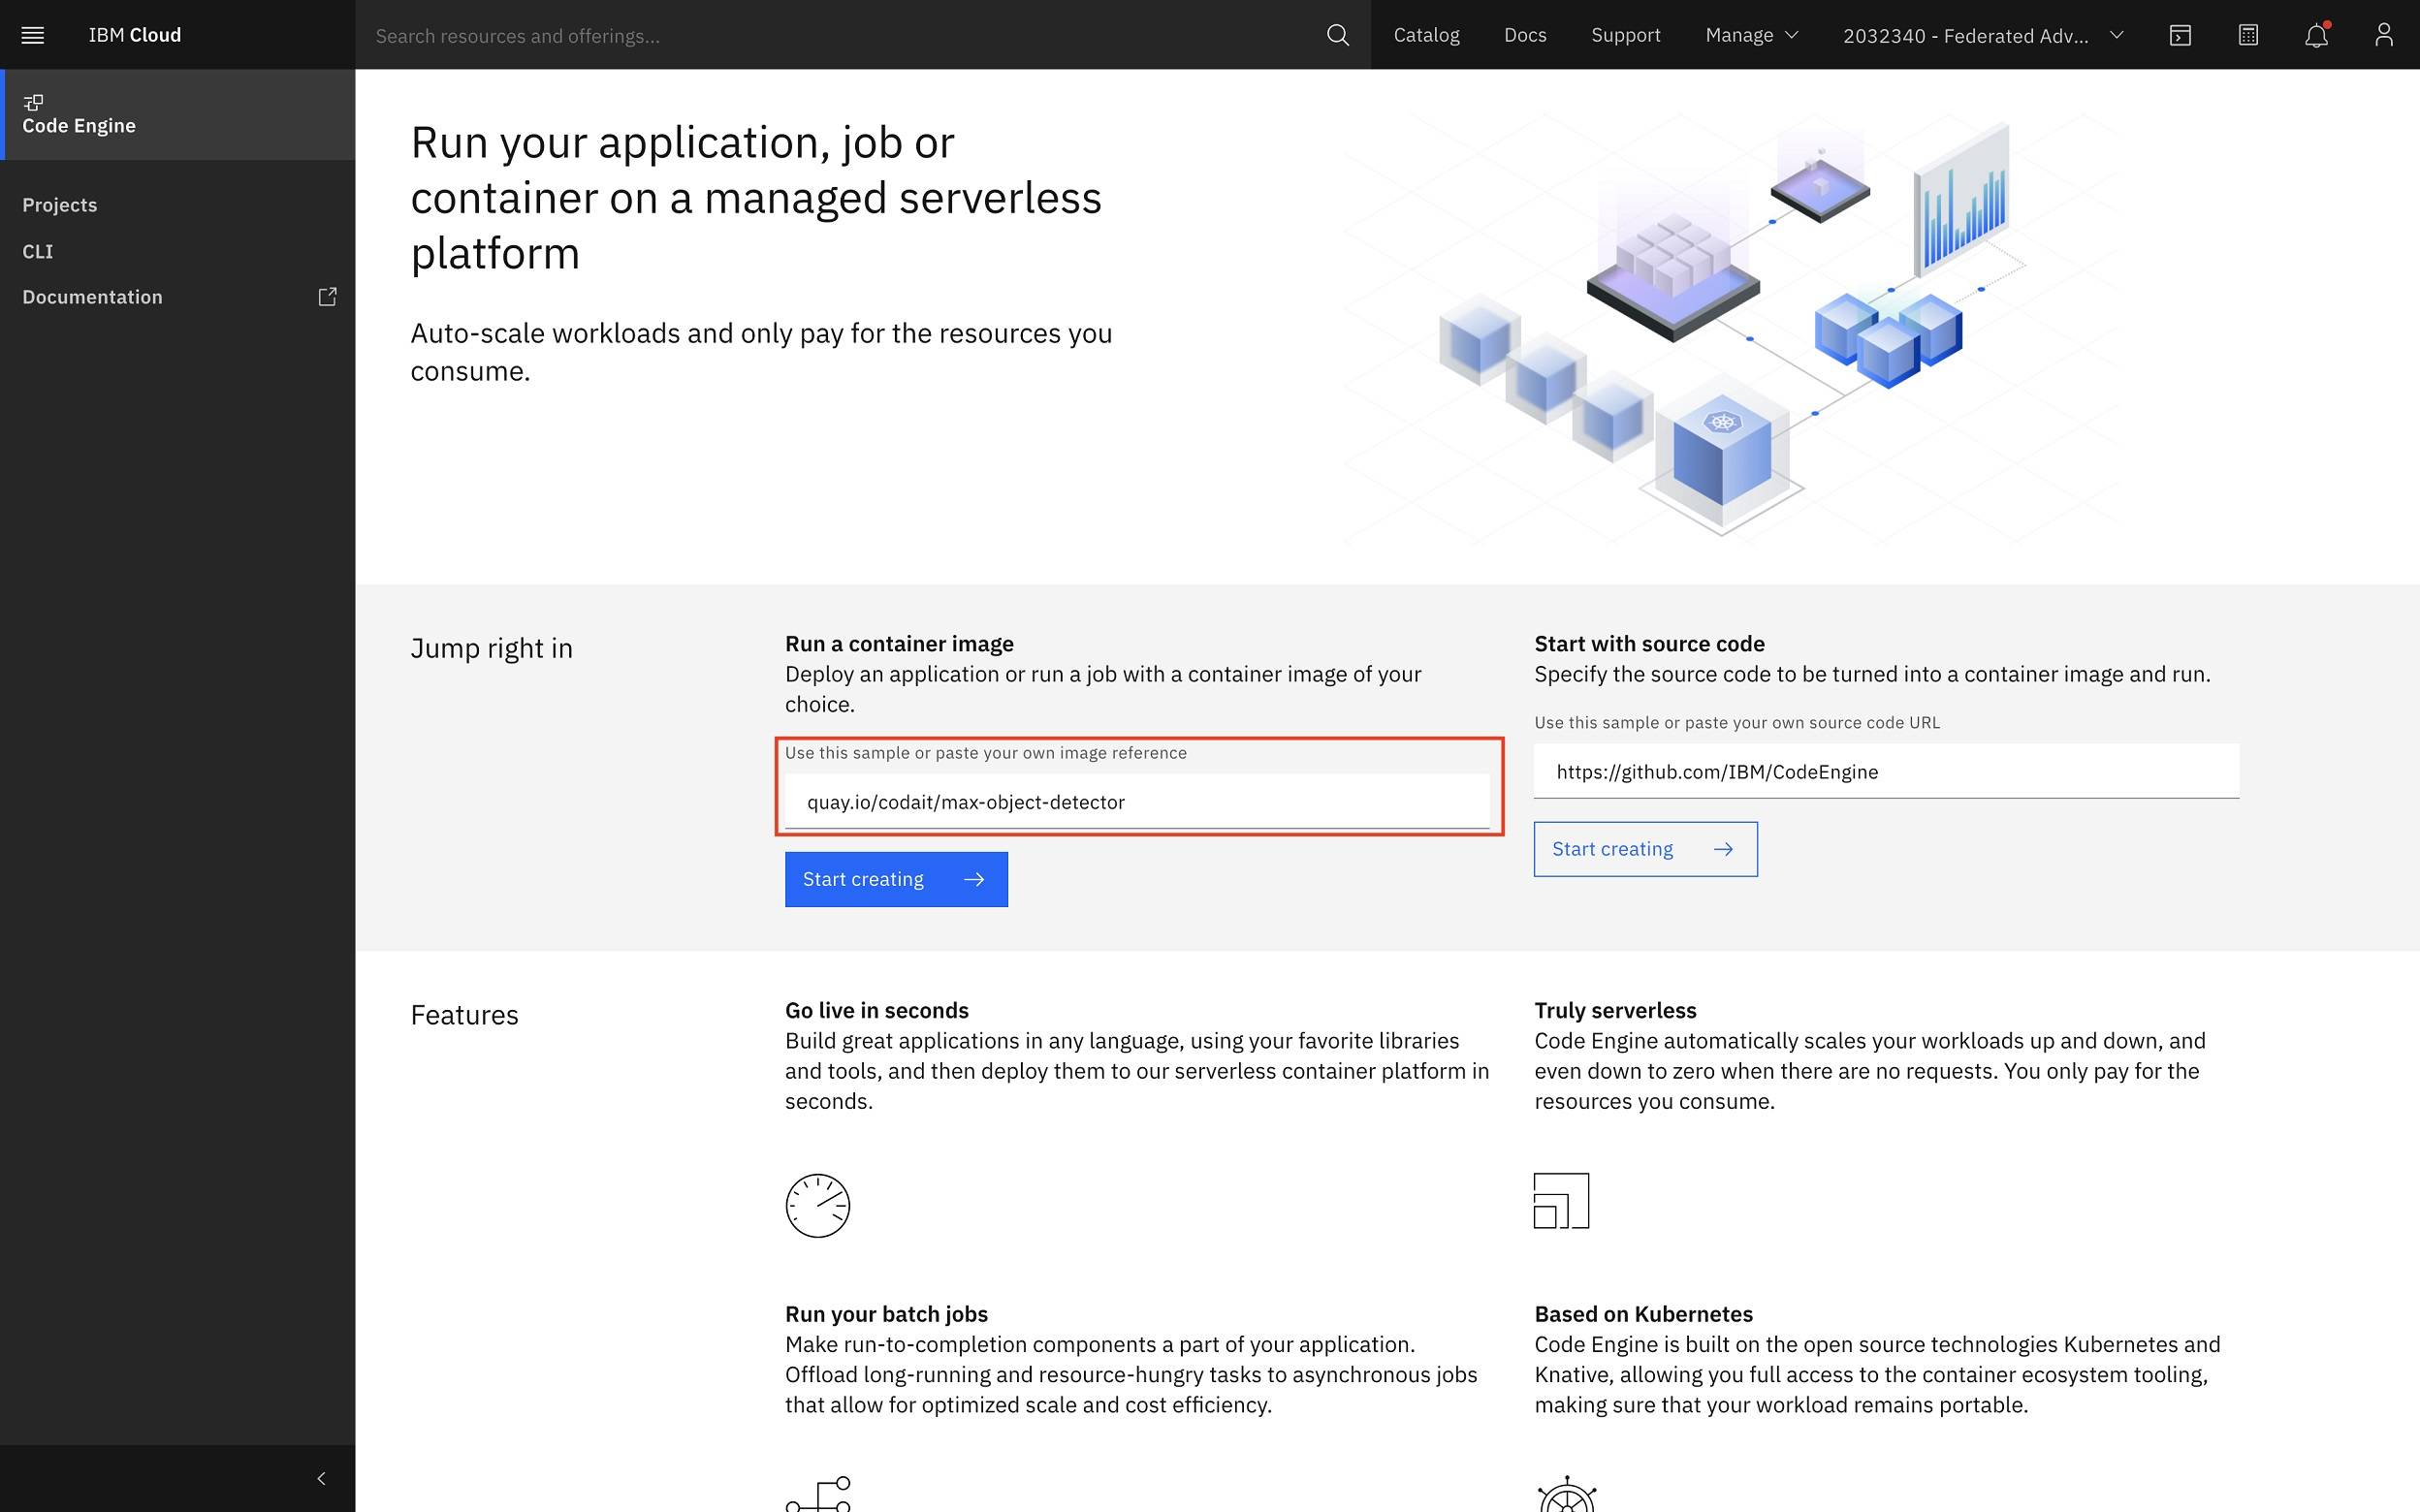 IBM Cloud
Search resources and offerings...
Catalog
Docs
Support
Manage
2032340 - Federated Adv...
Code Engine
Projects
CLI
Documentation
Run your application, job or
container on a managed serverless
platform
Auto-scale workloads and only pay for the resources you
consume.
Jump right in
Run a container image
Deploy an application or run a job with a container image of your
choice.
Use this sample or paste your own image reference
quay.io/codait/max-object-detector
Start creating
Start with source code
Specify the source code to be turned into a container image and run.
Use this sample or paste your own source code URL
https://github.com/IBM/CodeEngine
Start creating
Features
Go live in seconds
Build great applications in any language, using your favorite libraries
and tools, and then deploy them to our serverless container platform in
seconds.
Truly serverless
Code Engine automatically scales your workloads up and down, and
even down to zero when there are no requests. You only pay for the
resources you consume.
Run your batch jobs
Make run-to-completion components a part of your application.
Offload long-running and resource-hungry tasks to asynchronous jobs
that allow for optimized scale and cost efficiency.
Based on Kubernetes
Code Engine is built on the open source technologies Kubernetes and
Knative, allowing you full access to the container ecosystem tooling,
making sure that your workload remains portable.